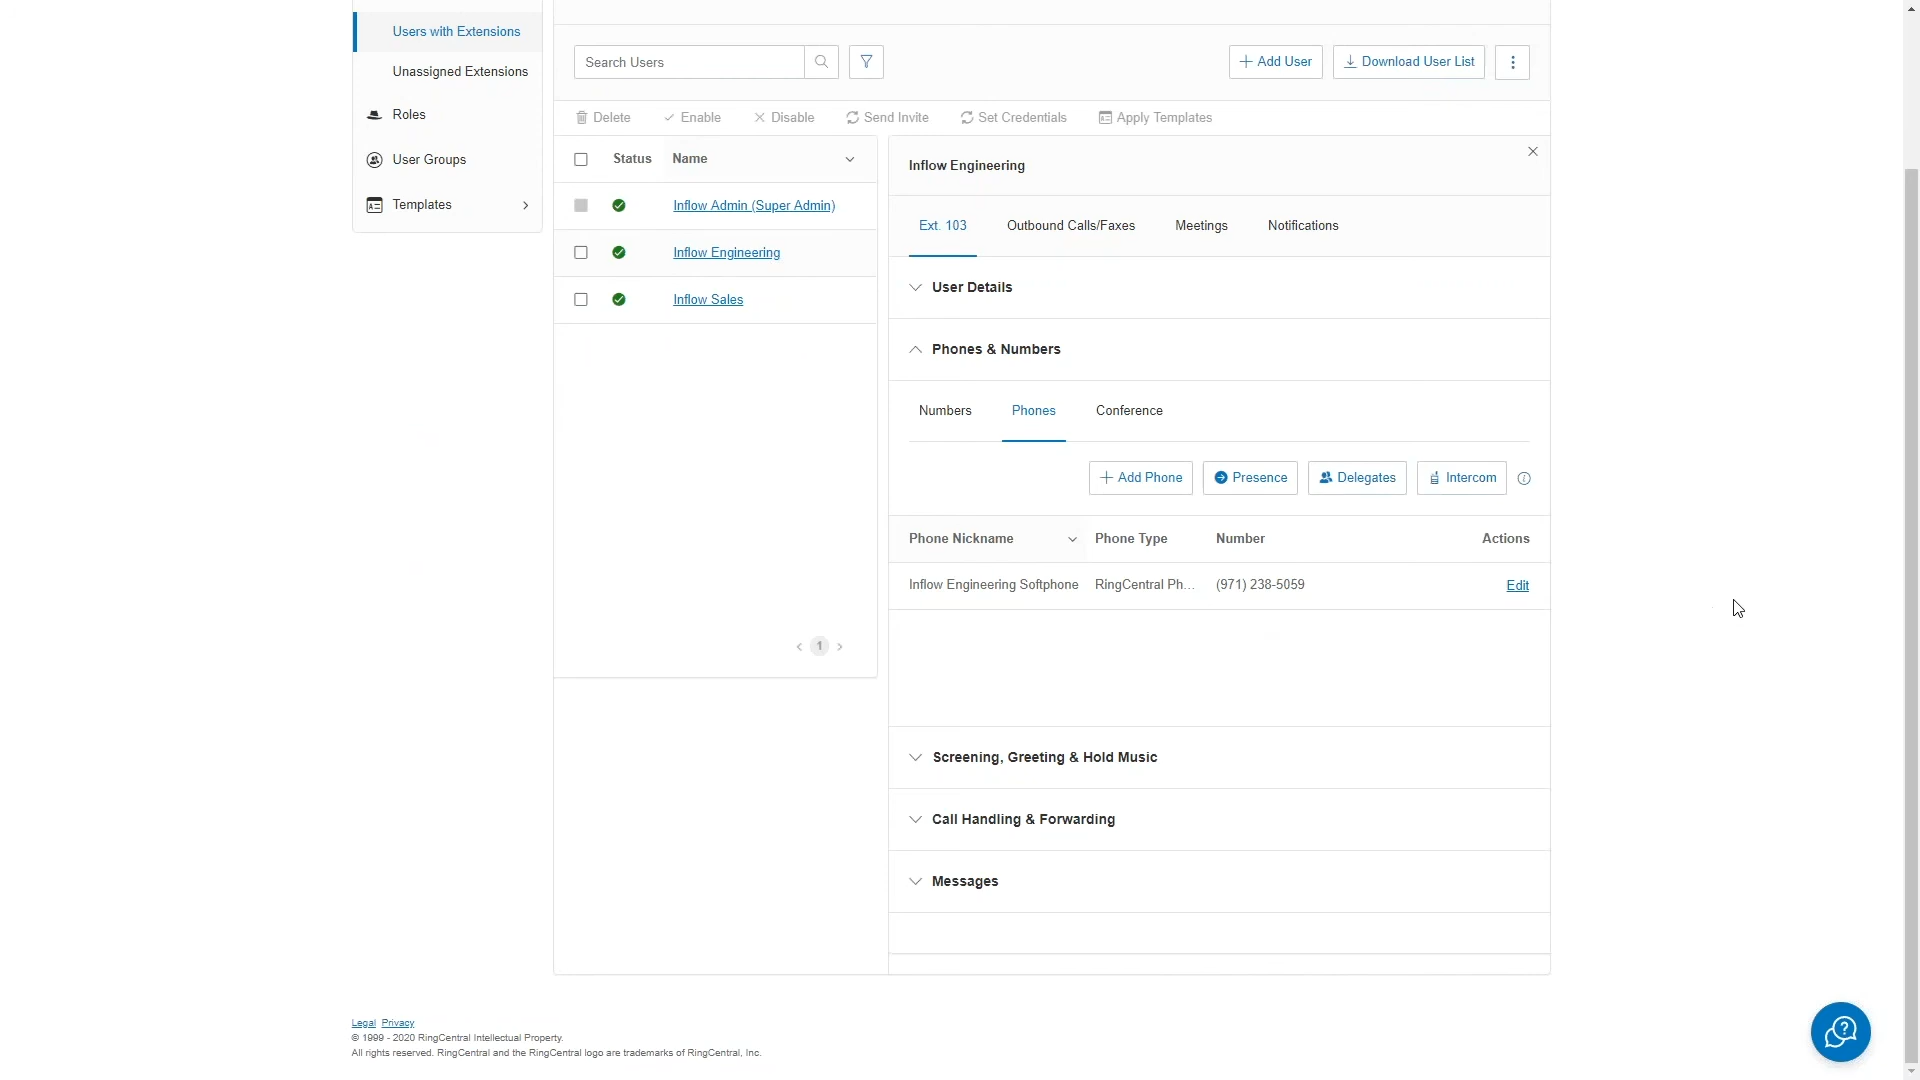 Users with Extensions
Unassigned Extensions
Roles
User Groups
Templates
Search Users
Add User
Download User List
Delete
Enable
Disable
Send Invite
Set Credentials
Apply Templates
Status Name
Inflow Admin (Super Admin)
Inflow Engineering
Inflow Sales
1
Inflow Engineering
Ext. 103
Outbound Calls/Faxes
Meetings
Notifications
User Details
Phones & Numbers
Numbers
Phones
Conference
Add Phone
Presence
Delegates
Intercom
Phone Nickname Phone Type Number Actions
Inflow Engineering Softphone RingCentral Ph... (971) 238-5059 Edit
Screening, Greeting & Hold Music
Call Handling & Forwarding
Messages
Legal Privacy
© 1999 - 2020 RingCentral Intellectual Property.
All rights reserved. RingCentral and the RingCentral logo are trademarks of RingCentral, Inc.